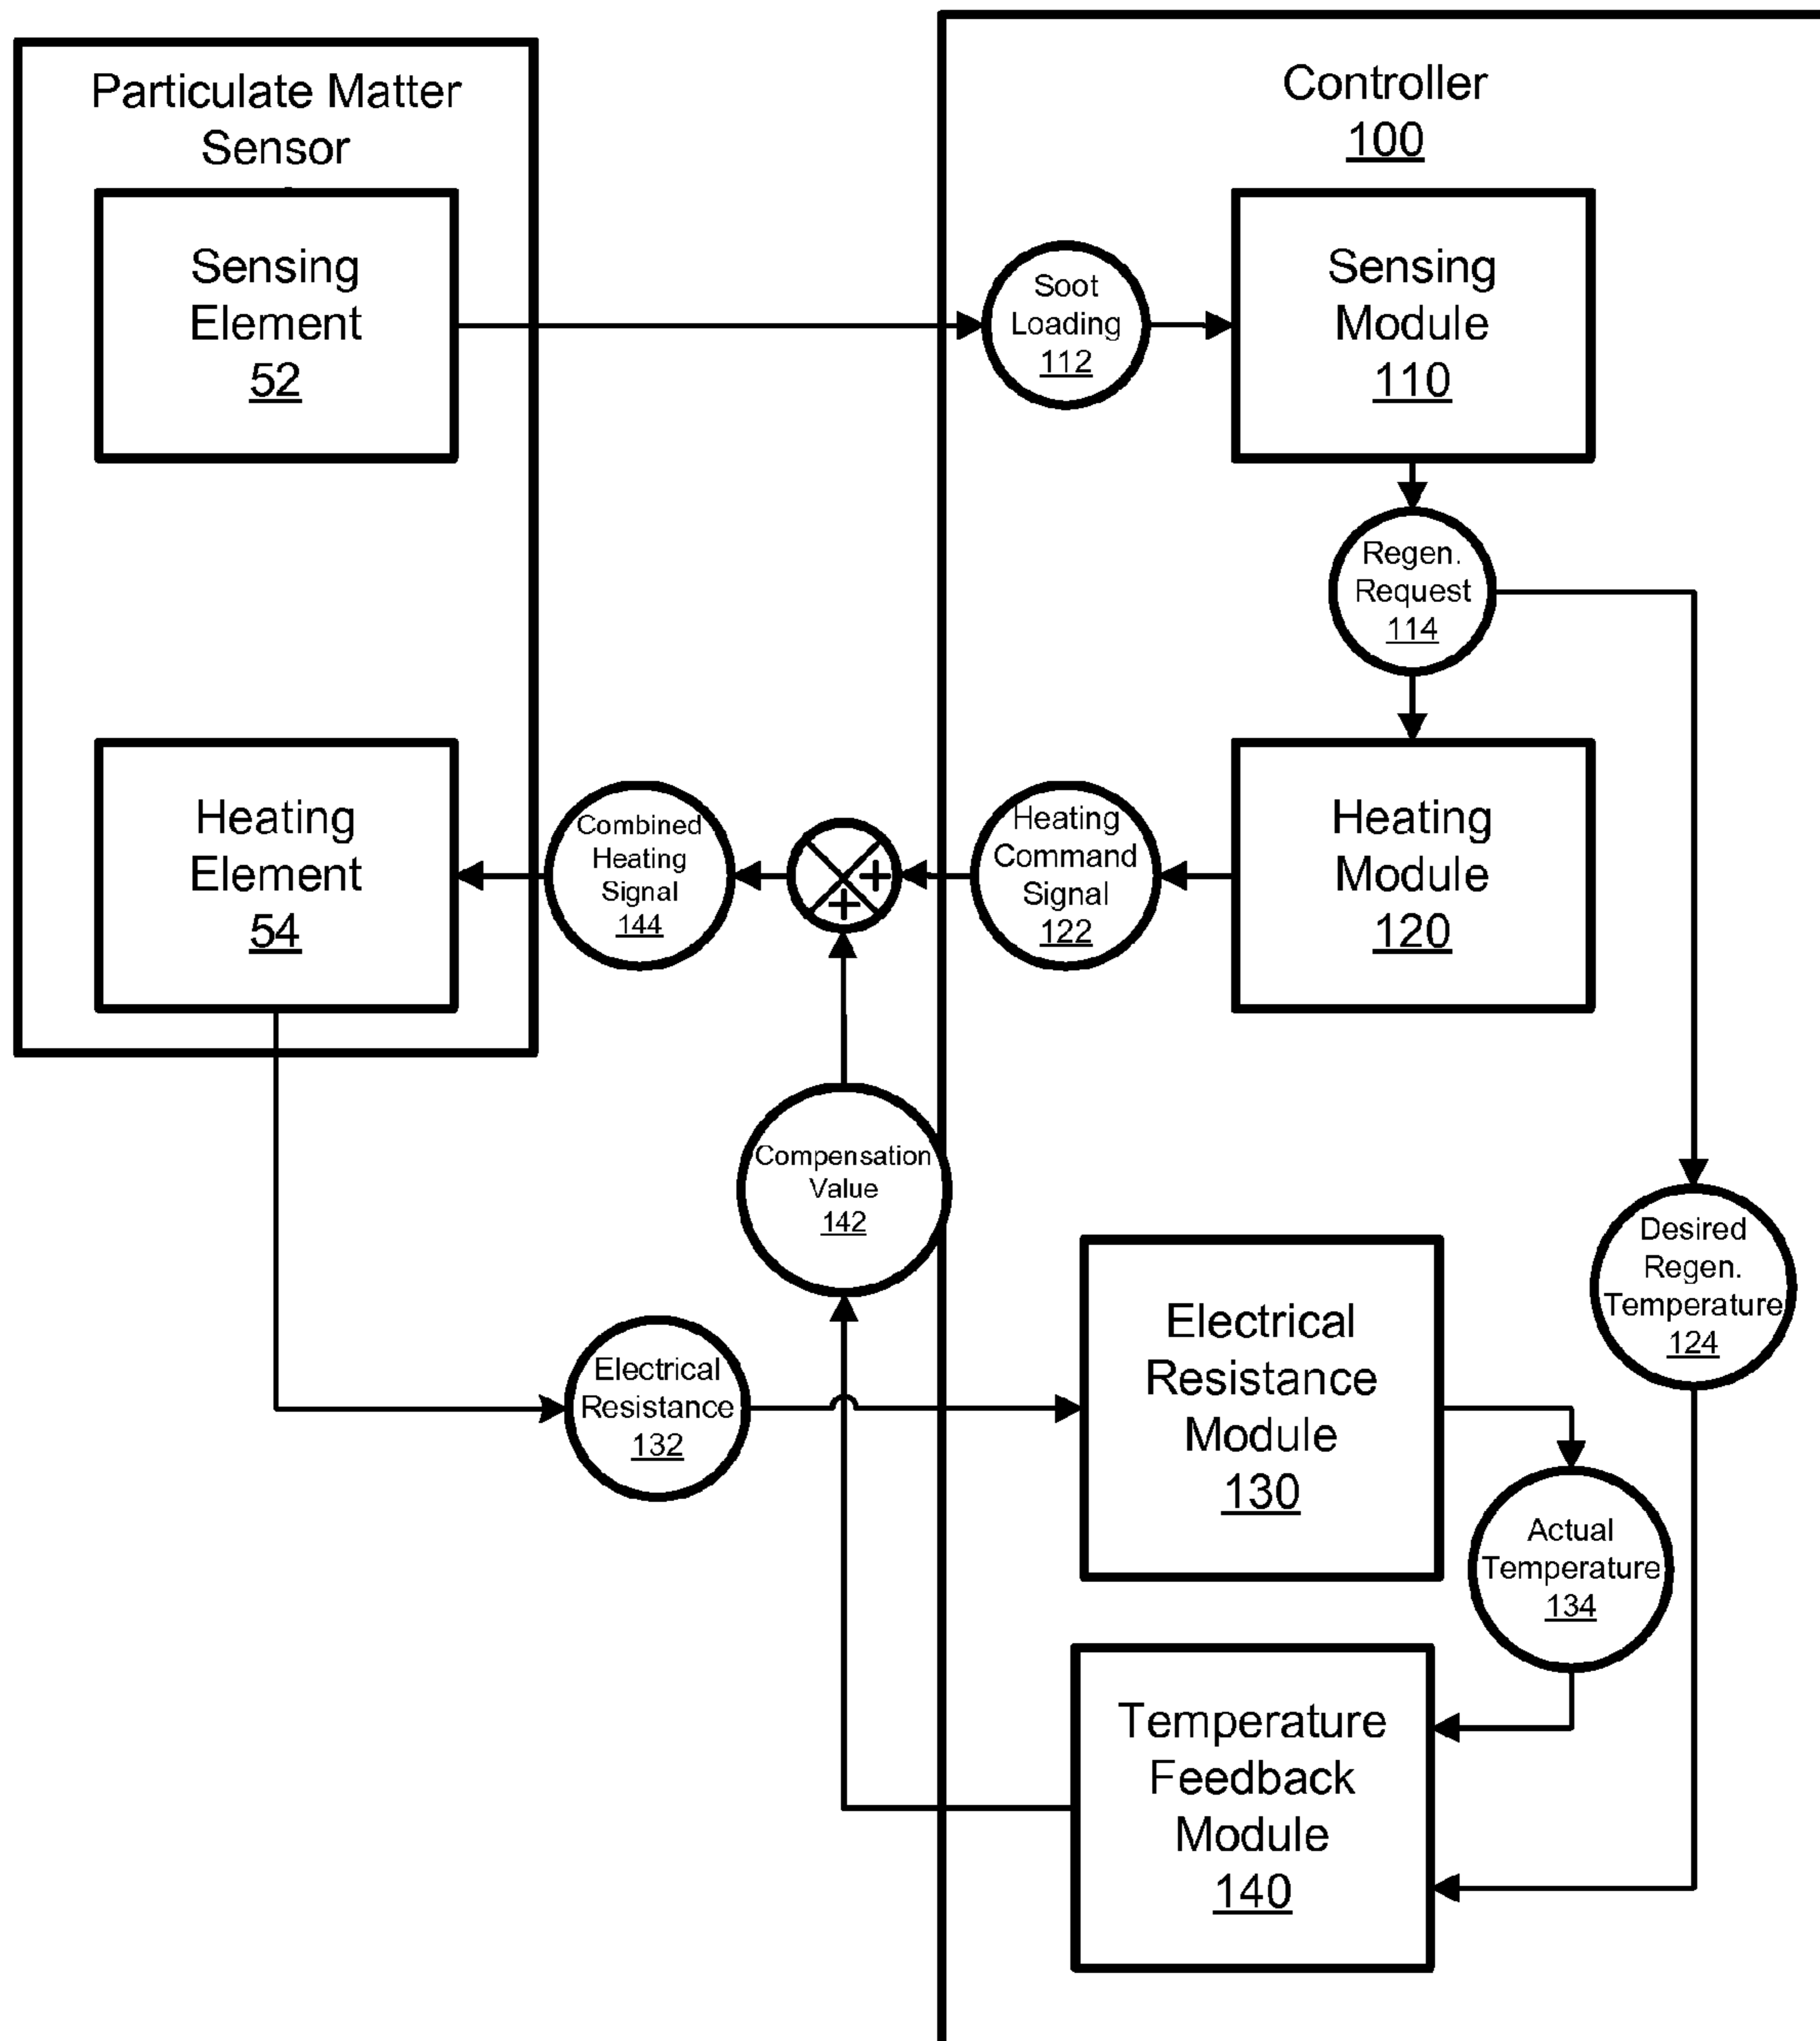 Particulate Matter
Sensor
Sensing
Element
52
Heating
Element
54
Controller
100
Soot
Loading
112
Sensing
Module
110
Regen.
Request
114
Heating
Module
120
Heating
Command
Signal
122
+
+
Combined
Heating
Signal
144
Compensation
Value
142
Electrical
Resistance
132
Electrical
Resistance
Module
130
Desired
Regen.
Temperature
124
Actual
Temperature
134
Temperature
Feedback
Module
140